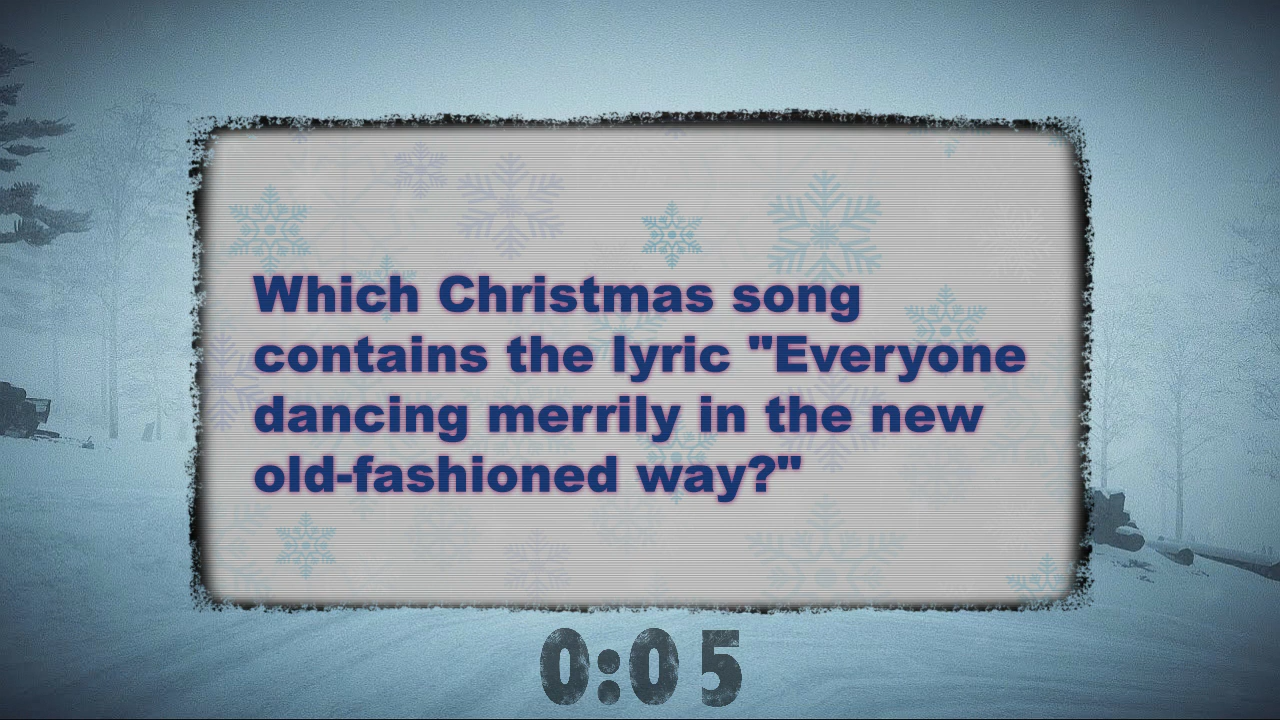 Which Christmas song
contains the lyric "Everyone
dancing merrily in the new
old-fashioned way?"
0:05